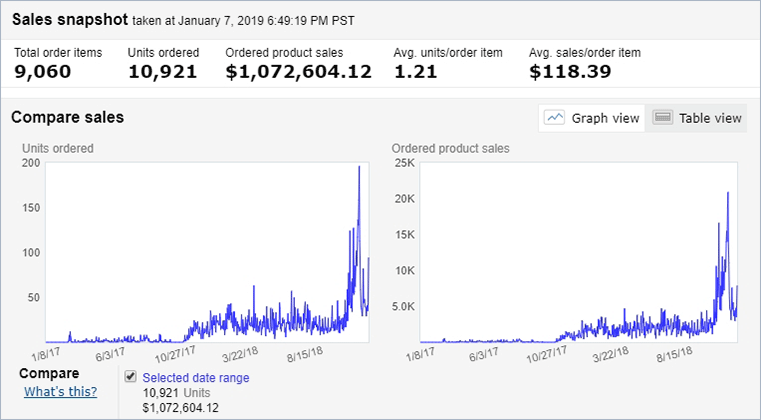 Sales snapshot taken at January 7, 2019 6:49:19 PM PST
Total order items Units ordered Ordered product sales Avg. units/order item Avg. sales/order item
9,060 10,921 $1,072,604.12 1.21 $118.39
Compare sales Graph view Table view
Units ordered Ordered product sales
200 25K
150 20K
100 15K
50 10K
5.0K
1/8/17 6/3/17 10/27/17 3/22/18 8/15/18 1/8/17 6/3/17 10/27/17 3/22/18 8/15/18
Compare Selected date range
What's this? 10,921 Units
$1,072,604.12